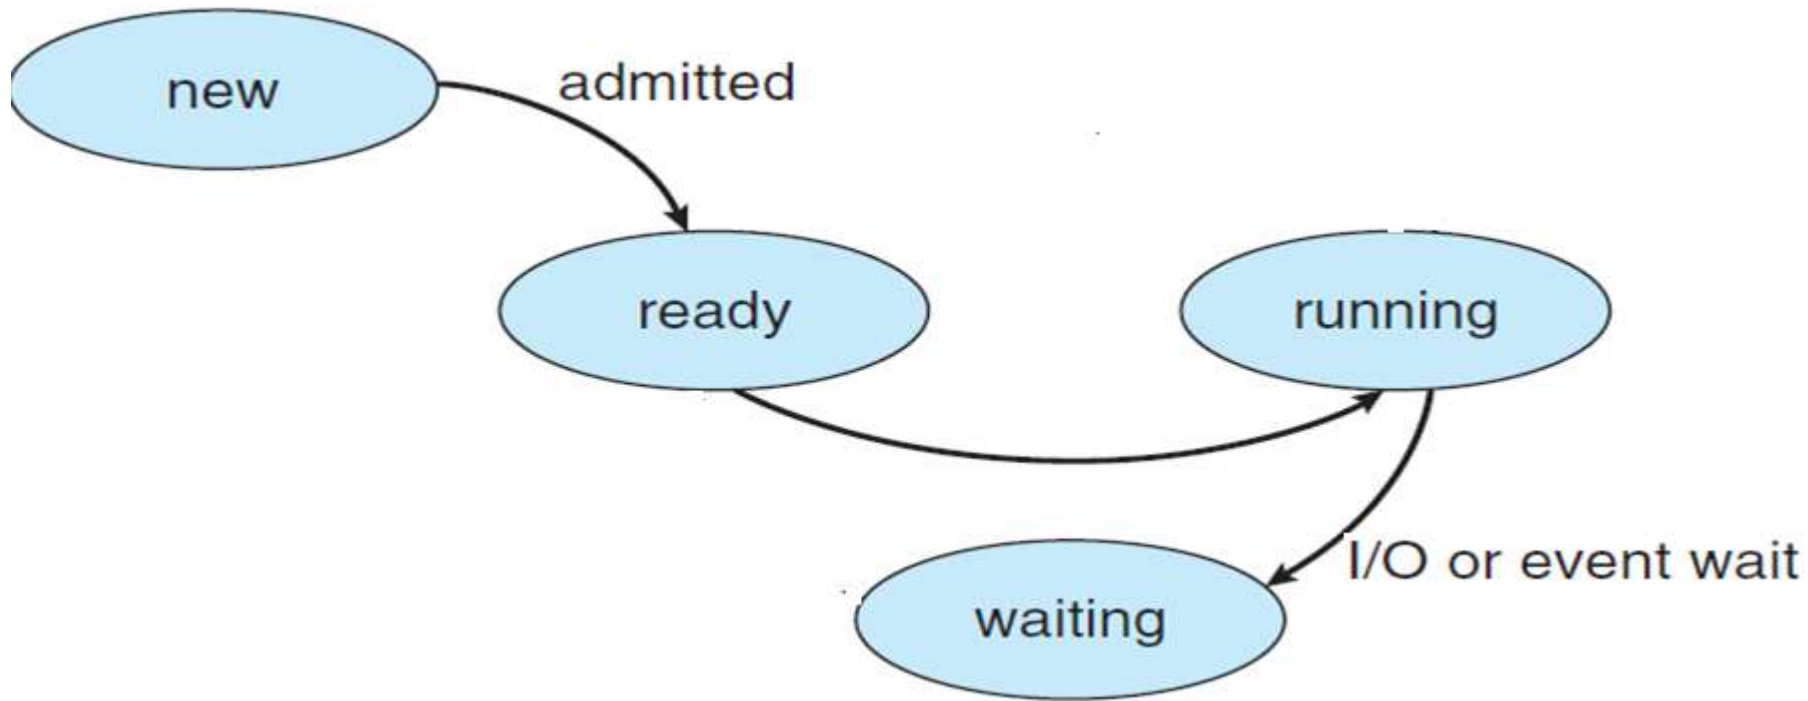 new
admitted
ready
running
I/O or event wait
waiting